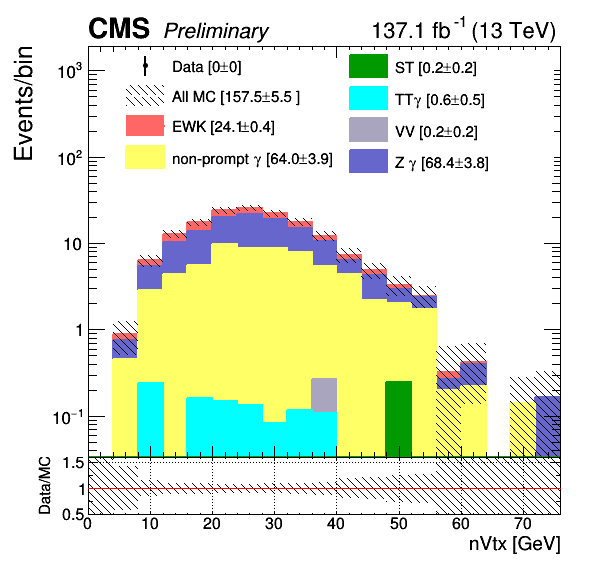 CMS Preliminary 137.1 fb⁻¹ (13 TeV)
Events/bin
Data [0±0]
All MC [157.5±5.5 ]
EWK [24.1±0.4]
non-prompt γ [64.0±3.9]
ST [0.2±0.2]
TTγ [0.6±0.5]
VV [0.2±0.2]
Z γ [68.4±3.8]
10³
10²
10
1
10⁻¹
Data/MC
1.5
1
0.5
0 10 20 30 40 50 60 70
nVtx [GeV]